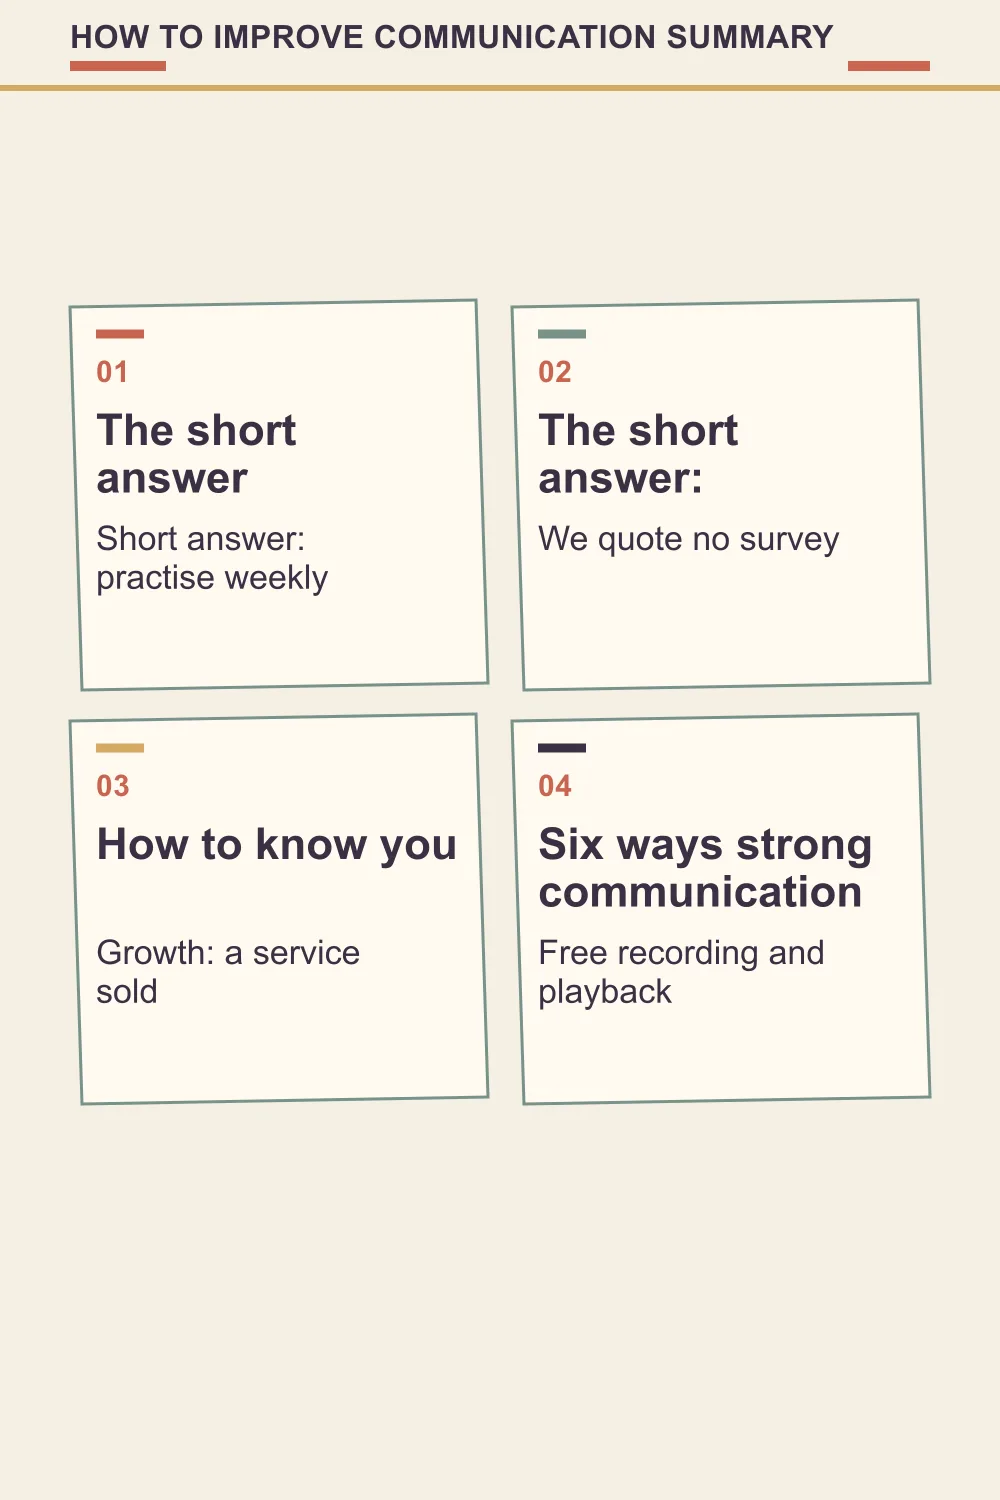 HOW TO IMPROVE COMMUNICATION SUMMARY
01
The short
answer
Short answer:
practise weekly
02
The short
answer:
We quote no survey
03
How to know you
Growth: a service
sold
04
Six ways strong
communication
Free recording and
playback